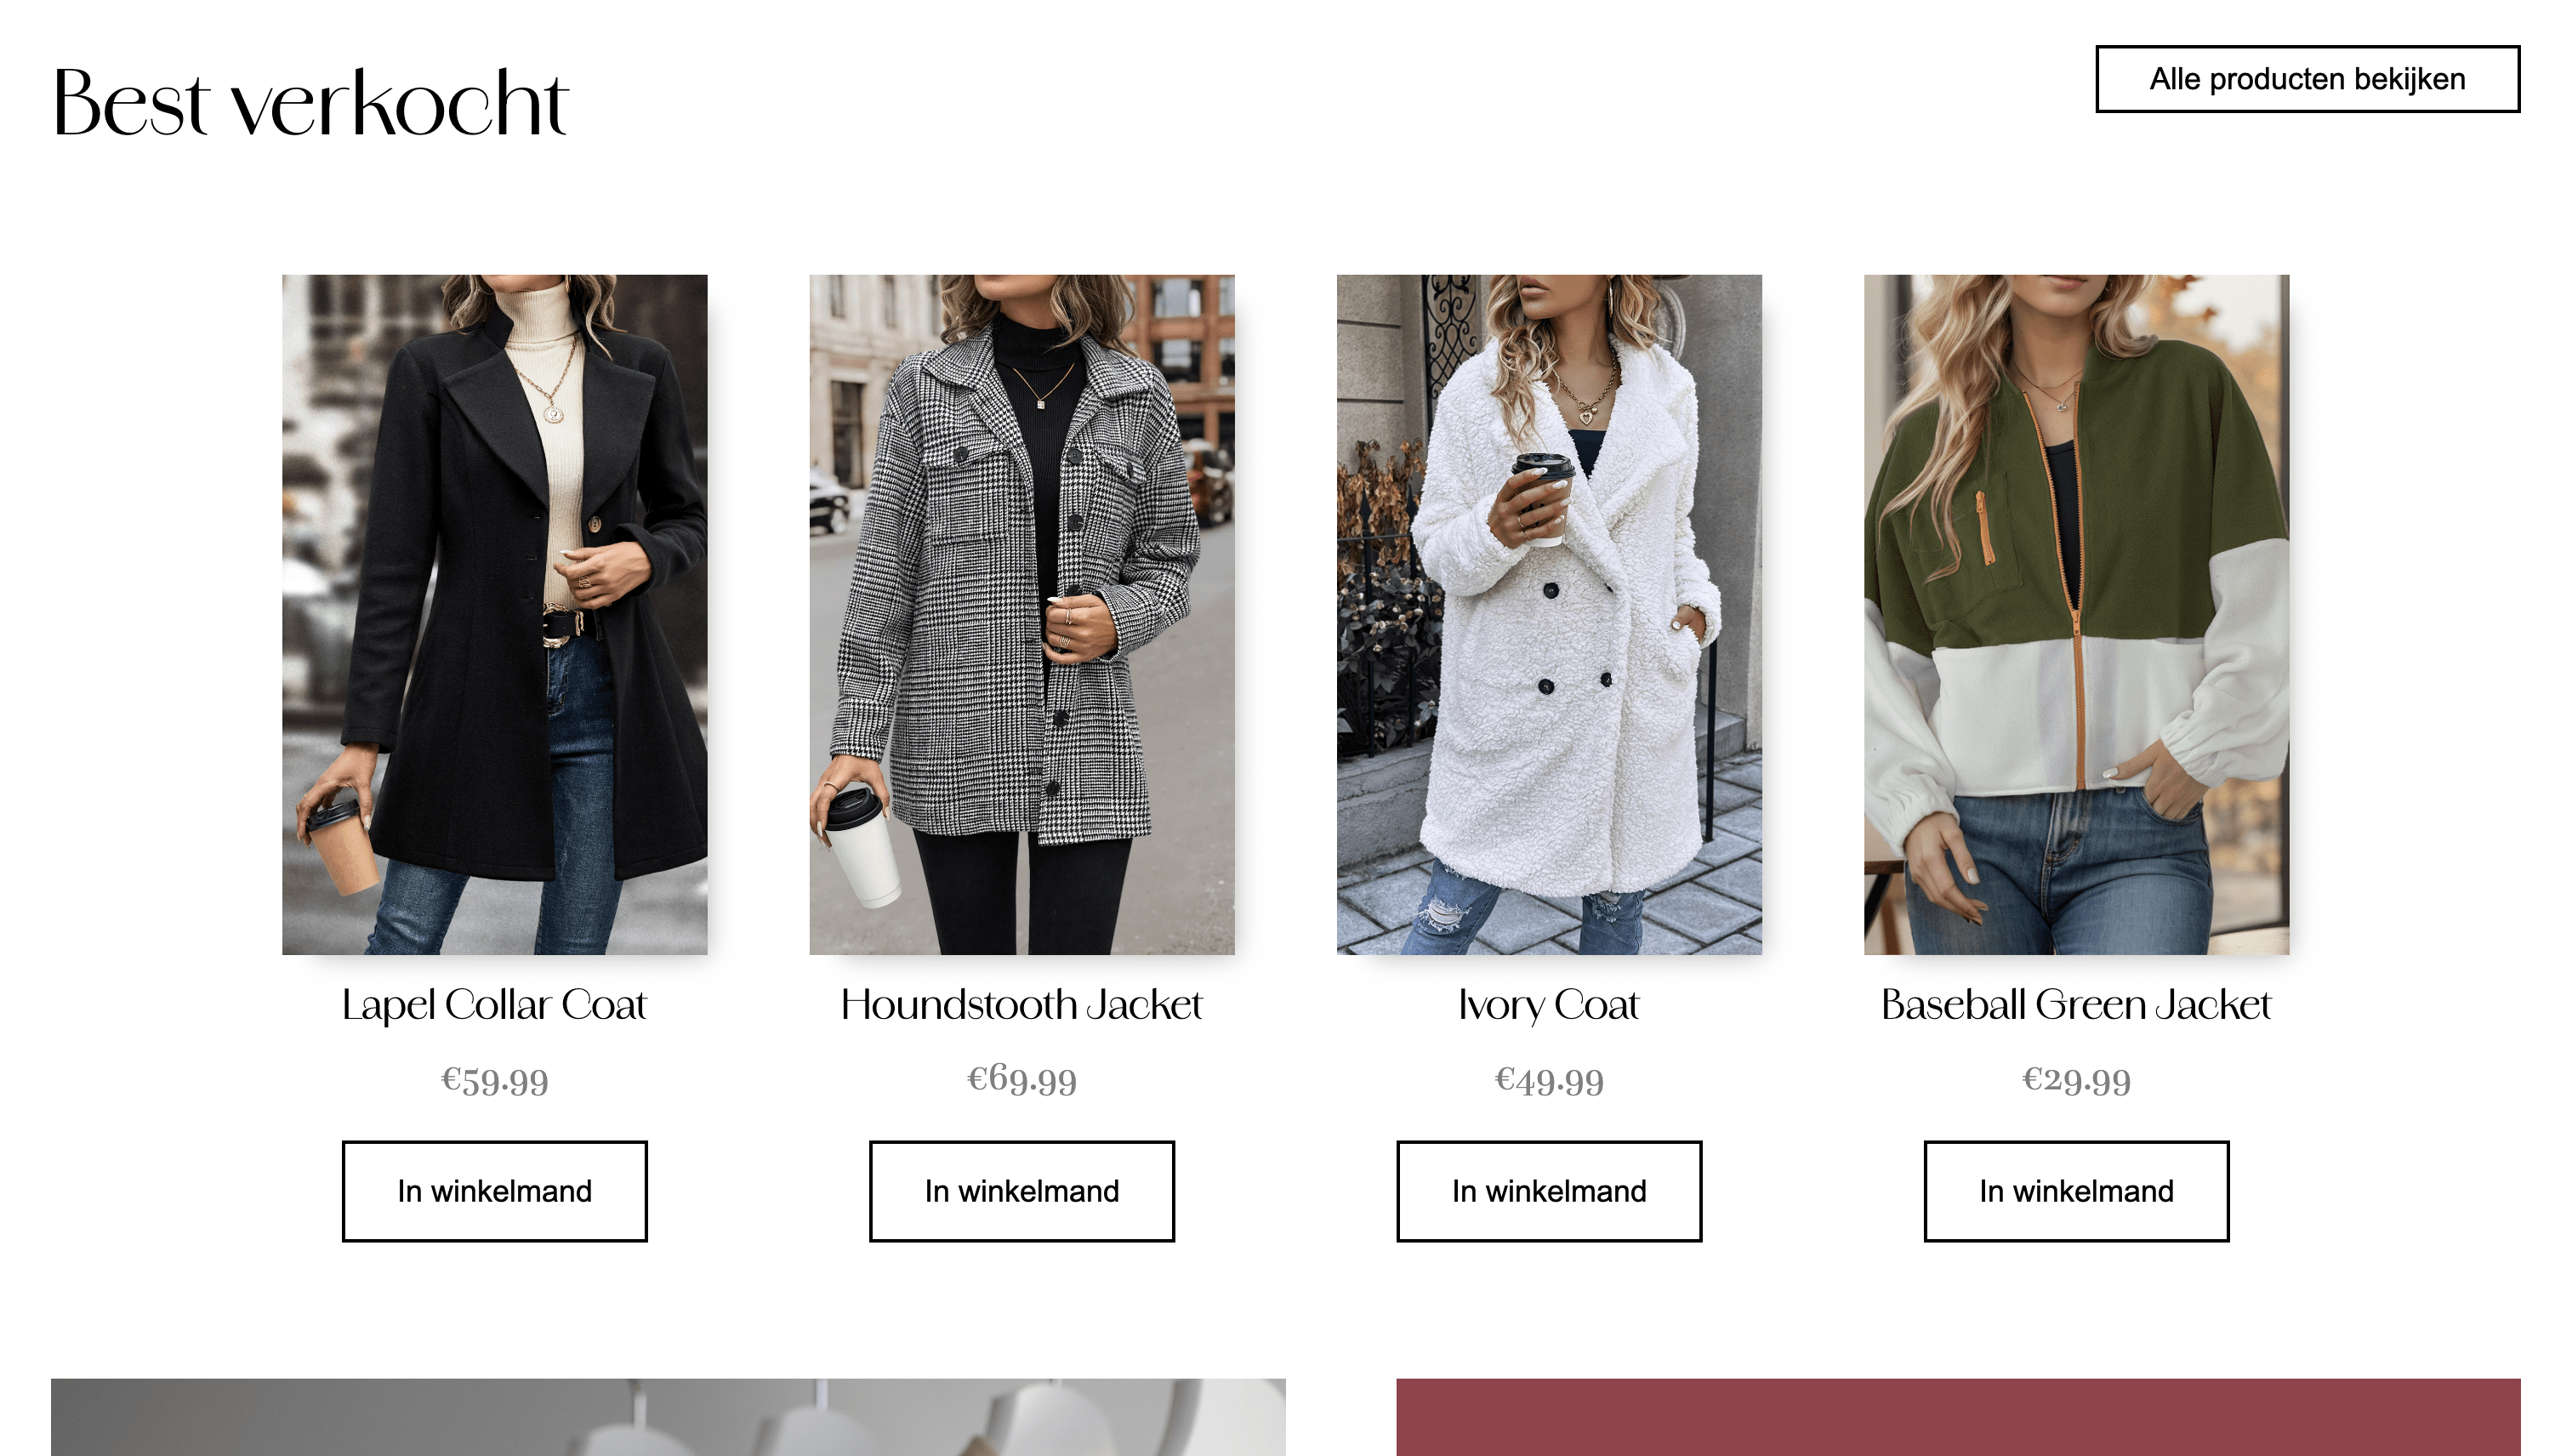 Best verkocht
Alle producten bekijken
Lapel Collar Coat
Houndstooth Jacket
Ivory Coat
Baseball Green Jacket
€59.99
€69.99
€49.99
€29.99
In winkelmand
In winkelmand
In winkelmand
In winkelmand